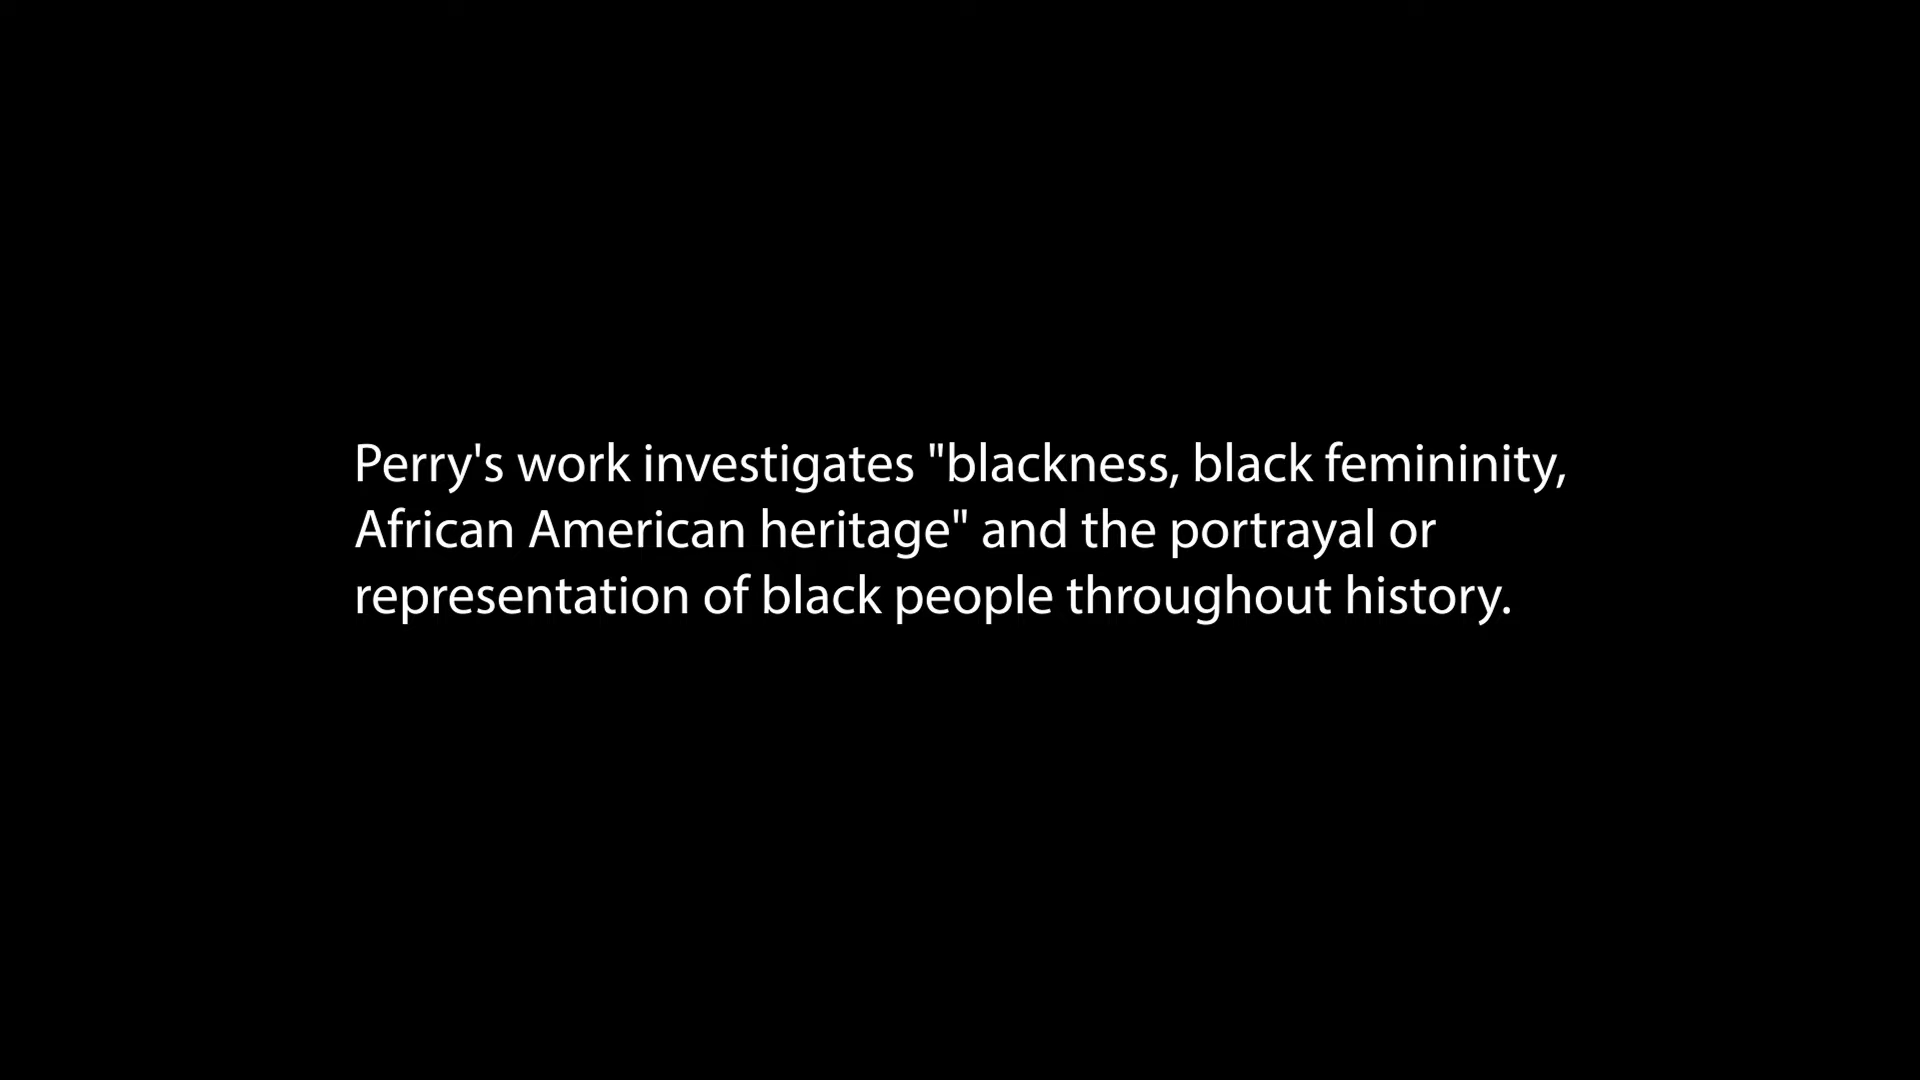 Perry's work investigates "blackness, black femininity,
African American heritage" and the portrayal or
representation of black people throughout history.